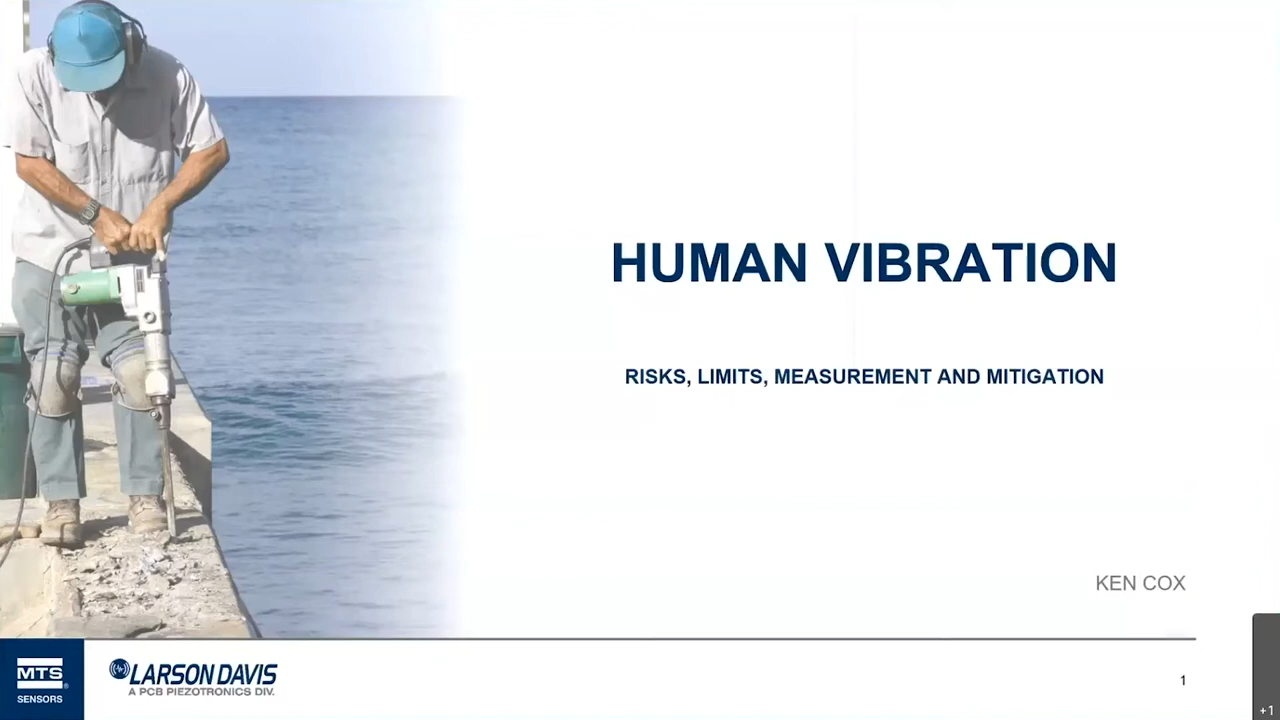 HUMAN VIBRATION
RISKS, LIMITS, MEASUREMENT AND MITIGATION
KEN COX
MTS
SENSORS
LARSON DAVIS
A PCB PIEZOTRONICS DIV.
1
+1